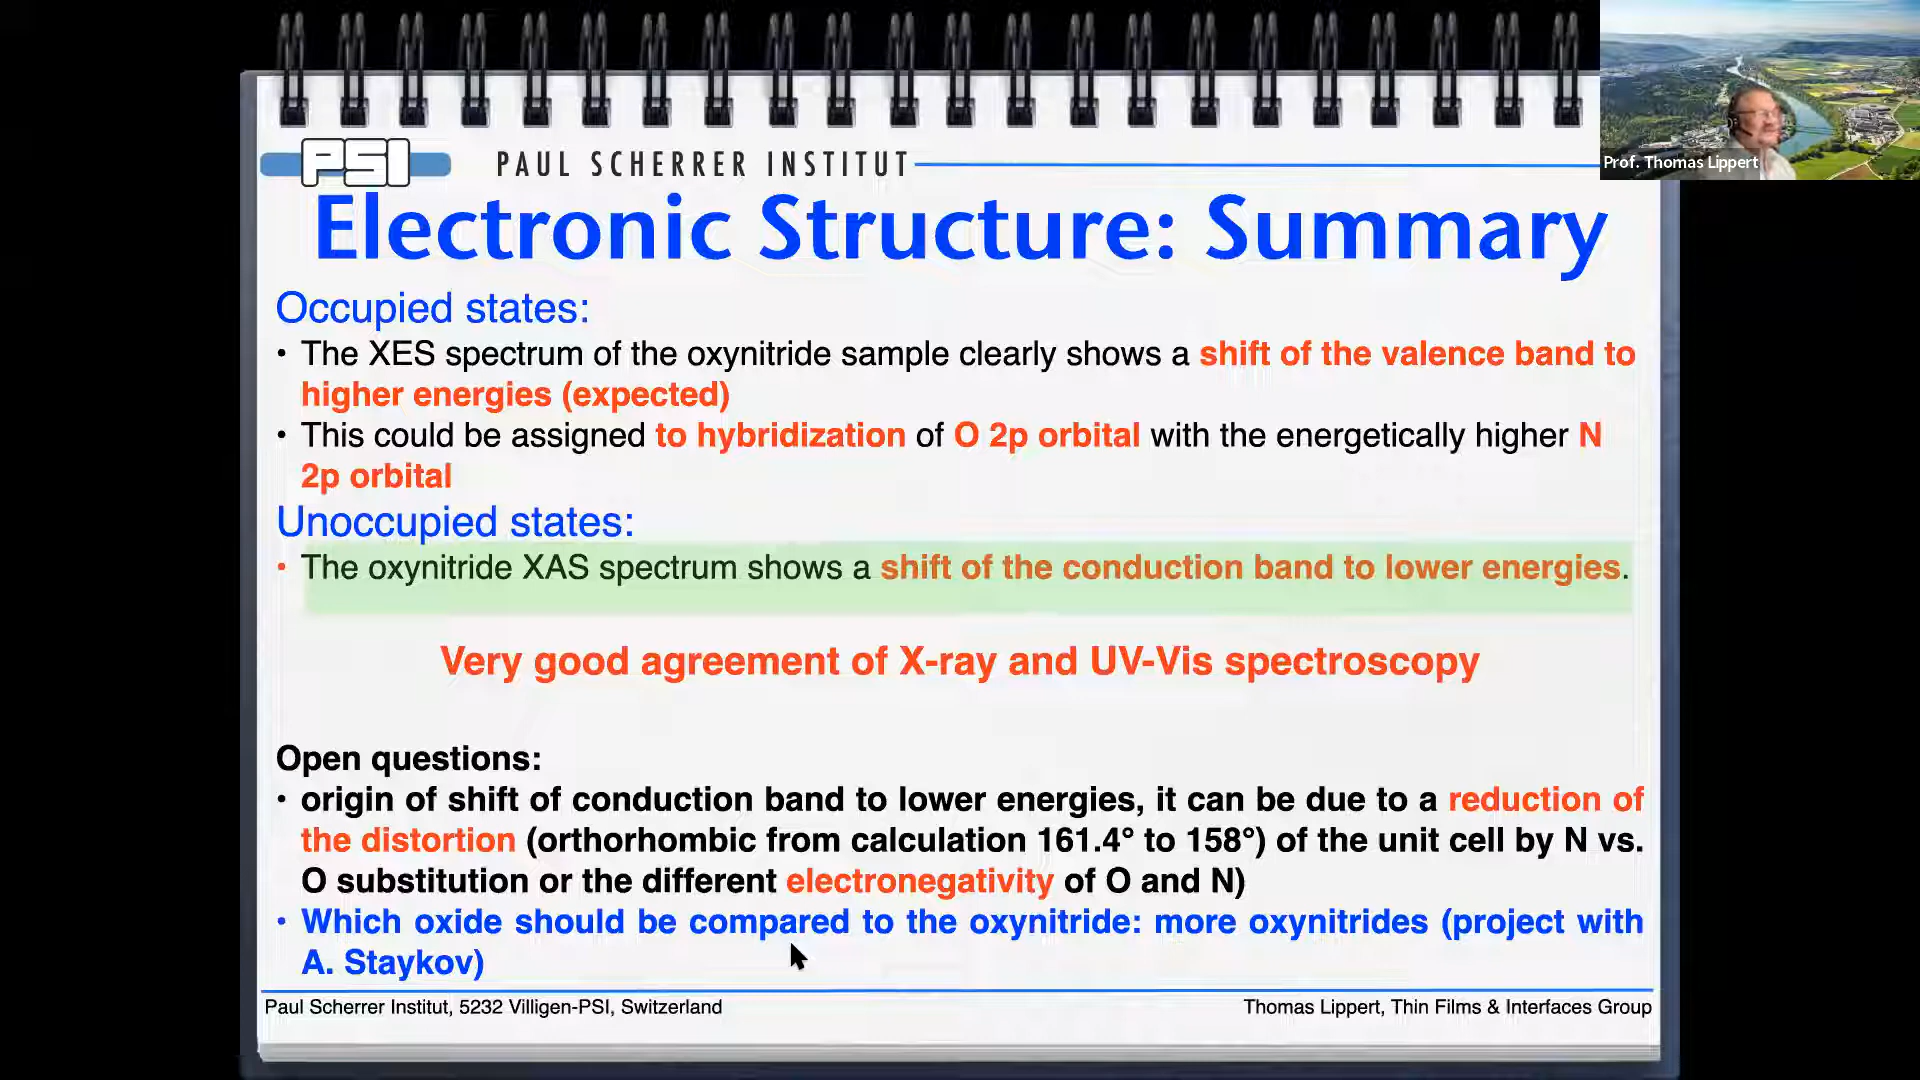 Prof. Thomas Lippert
PSI
PAUL SCHERRER INSTITUT
Electronic Structure: Summary
Occupied states:
• The XES spectrum of the oxynitride sample clearly shows a shift of the valence band to
higher energies (expected)
• This could be assigned to hybridization of O 2p orbital with the energetically higher N
2p orbital
Unoccupied states:
• The oxynitride XAS spectrum shows a shift of the conduction band to lower energies.
Very good agreement of X-ray and UV-Vis spectroscopy
Open questions:
• origin of shift of conduction band to lower energies, it can be due to a reduction of
the distortion (orthorhombic from calculation 161.4° to 158°) of the unit cell by N vs.
O substitution or the different electronegativity of O and N)
• Which oxide should be compared to the oxynitride: more oxynitrides (project with
A. Staykov)
Paul Scherrer Institut, 5232 Villigen-PSI, Switzerland
Thomas Lippert, Thin Films & Interfaces Group